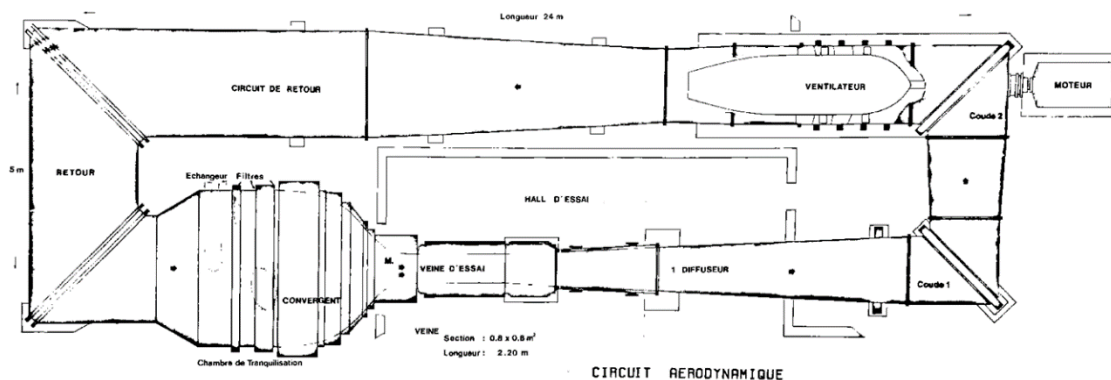 Longueur 24 m
CIRCUIT DE RETOUR
VENTILATEUR
MOTEUR
Coude 2
5 m
RETOUR
Echangeur Filtres
HALL D'ESSAI
M.
VEINE D'ESSAI
1 DIFFUSEUR
Coude 1
CONVERGENT
VEINE
Section : 0.8 x 0.8 m²
Longueur : 2.20 m
Chambre de Tranquilisation
CIRCUIT AERODYNAMIQUE